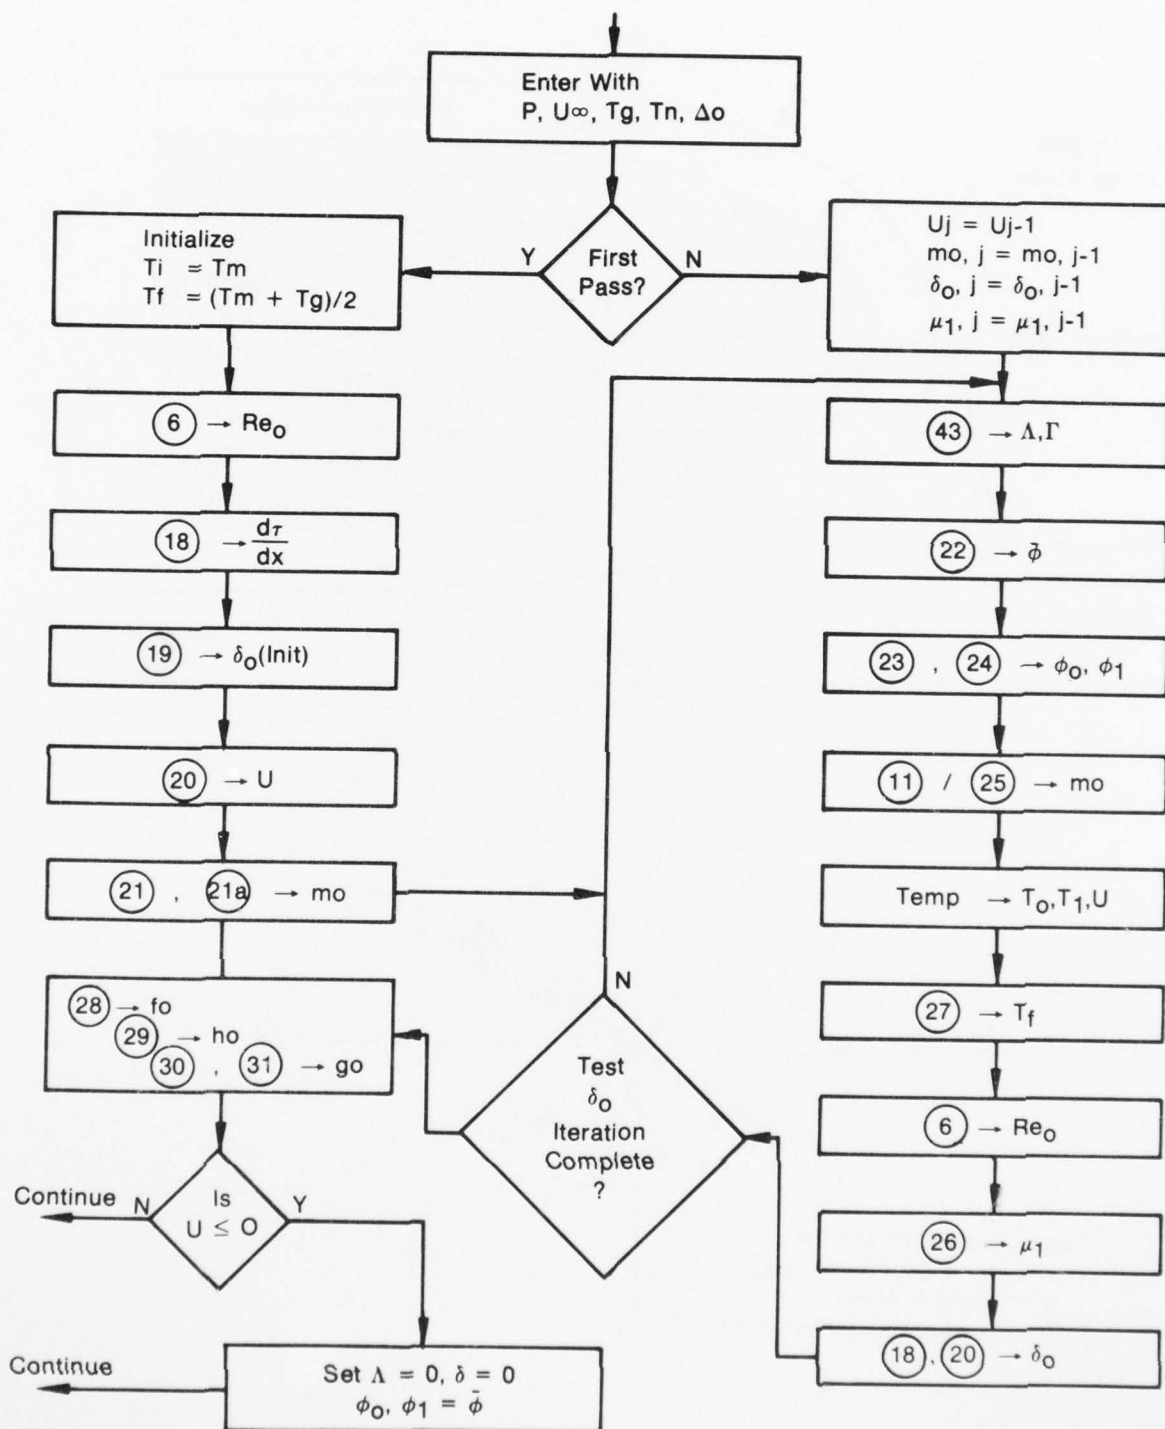 Enter With
P, U∞, Tg, Tn, Δo
First
Pass?
Y
N
Initialize
Ti = Tm
Tf = (Tm + Tg)/2
6 → Reo
18 → dτ
dx
19 → δo(Init)
20 → U
21 , 21a → mo
28 → fo
29 → ho
30 , 31 → go
Is
U ≤ O
N
Y
Continue
Set Λ = 0, δ = 0
ϕo, ϕ1 = ϕ̄
Continue
Uj = Uj-1
mo, j = mo, j-1
δo, j = δo, j-1
μ1, j = μ1, j-1
43 → Λ,Γ
22 → ϕ̄
23 , 24 → ϕo, ϕ1
11 / 25 → mo
Temp → To,T1,U
27 → Tf
6 → Reo
26 → μ1
18 , 20 → δo
N
Test
δo
Iteration
Complete
?